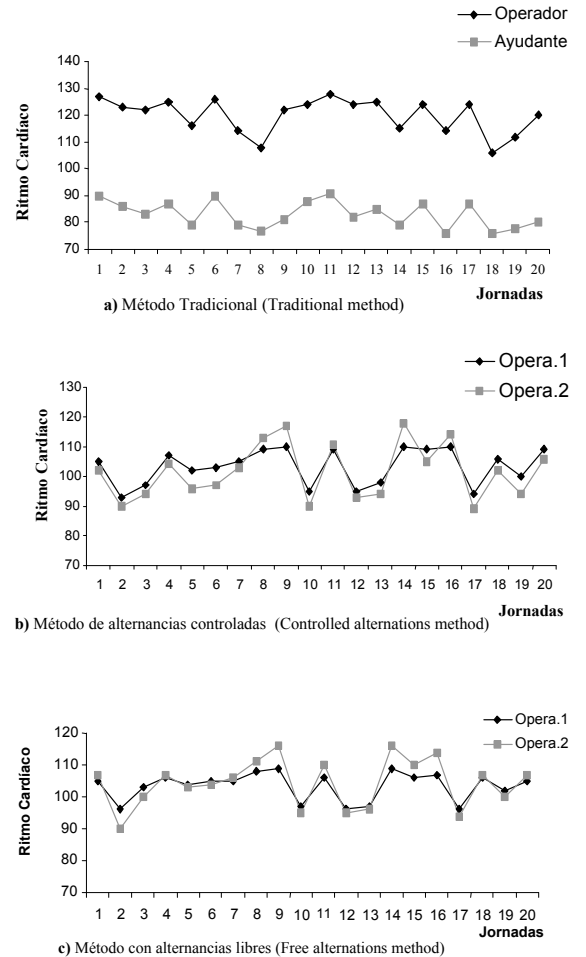 Operador
Ayudante
Ritmo Cardíaco
140
130
120
110
100
90
80
70
1 2 3 4 5 6 7 8 9 10 11 12 13 14 15 16 17 18 19 20
Jornadas
a) Método Tradicional (Traditional method)
Opera.1
Opera.2
Ritmo Cardíaco
130
120
110
100
90
80
70
60
1 2 3 4 5 6 7 8 9 10 11 12 13 14 15 16 17 18 19 20
Jornadas
b) Método de alternancias controladas (Controlled alternations method)
Opera.1
Opera.2
Ritmo Cardíaco
120
110
100
90
80
70
1 2 3 4 5 6 7 8 9 10 11 12 13 14 15 16 17 18 19 20
Jornadas
c) Método con alternancias libres (Free alternations method)